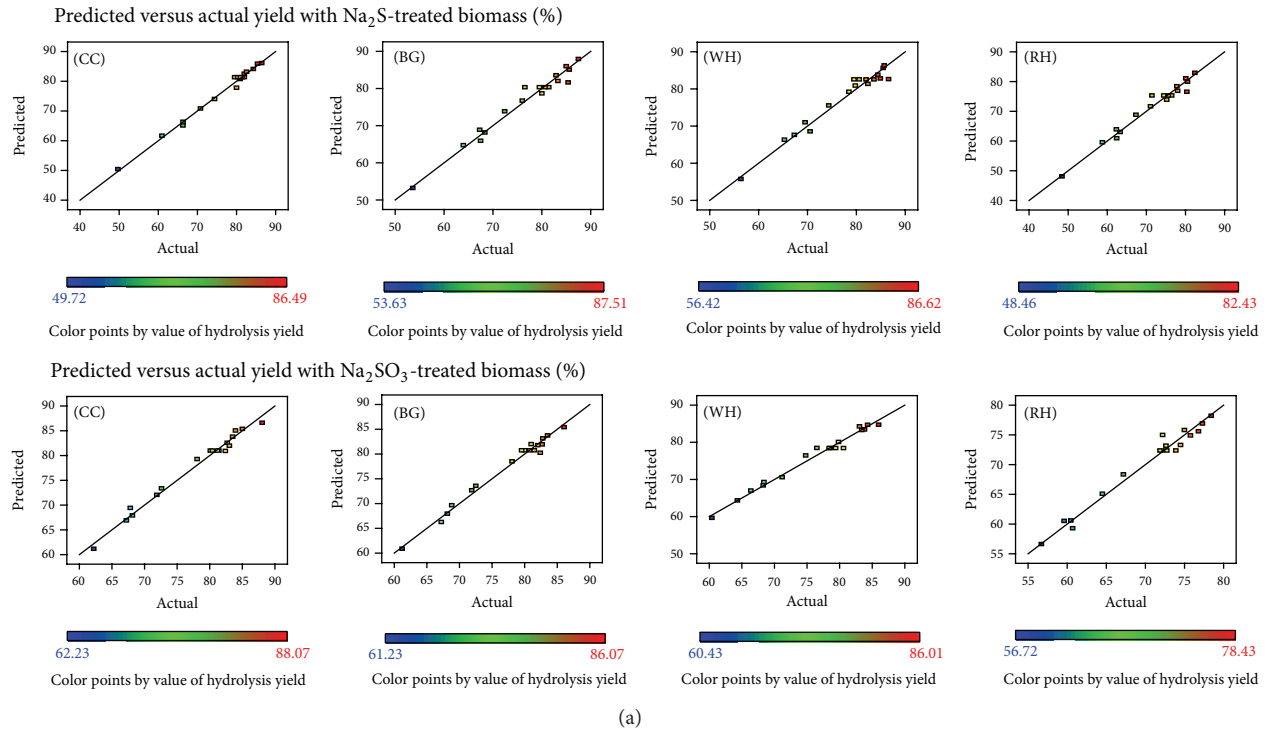 Predicted versus actual yield with Na₂S-treated biomass (%)
(CC)
90
80
70
60
50
40
Predicted
40 50 60 70 80 90
Actual
49.72 86.49
Color points by value of hydrolysis yield
(BG)
90
80
70
60
50
Predicted
50 60 70 80 90
Actual
53.63 87.51
Color points by value of hydrolysis yield
(WH)
90
80
70
60
50
Predicted
50 60 70 80 90
Actual
56.42 86.62
Color points by value of hydrolysis yield
(RH)
90
80
70
60
50
40
Predicted
40 50 60 70 80 90
Actual
48.46 82.43
Color points by value of hydrolysis yield
Predicted versus actual yield with Na₂SO₃-treated biomass (%)
(CC)
90
85
80
75
70
65
60
Predicted
60 65 70 75 80 85 90
Actual
62.23 88.07
Color points by value of hydrolysis yield
(BG)
90
85
80
75
70
65
60
Predicted
60 65 70 75 80 85 90
Actual
61.23 86.07
Color points by value of hydrolysis yield
(WH)
90
80
70
60
50
Predicted
60 65 70 75 80 85 90
Actual
60.43 86.01
Color points by value of hydrolysis yield
(RH)
80
75
70
65
60
55
Predicted
55 60 65 70 75 80
Actual
56.72 78.43
Color points by value of hydrolysis yield
(a)